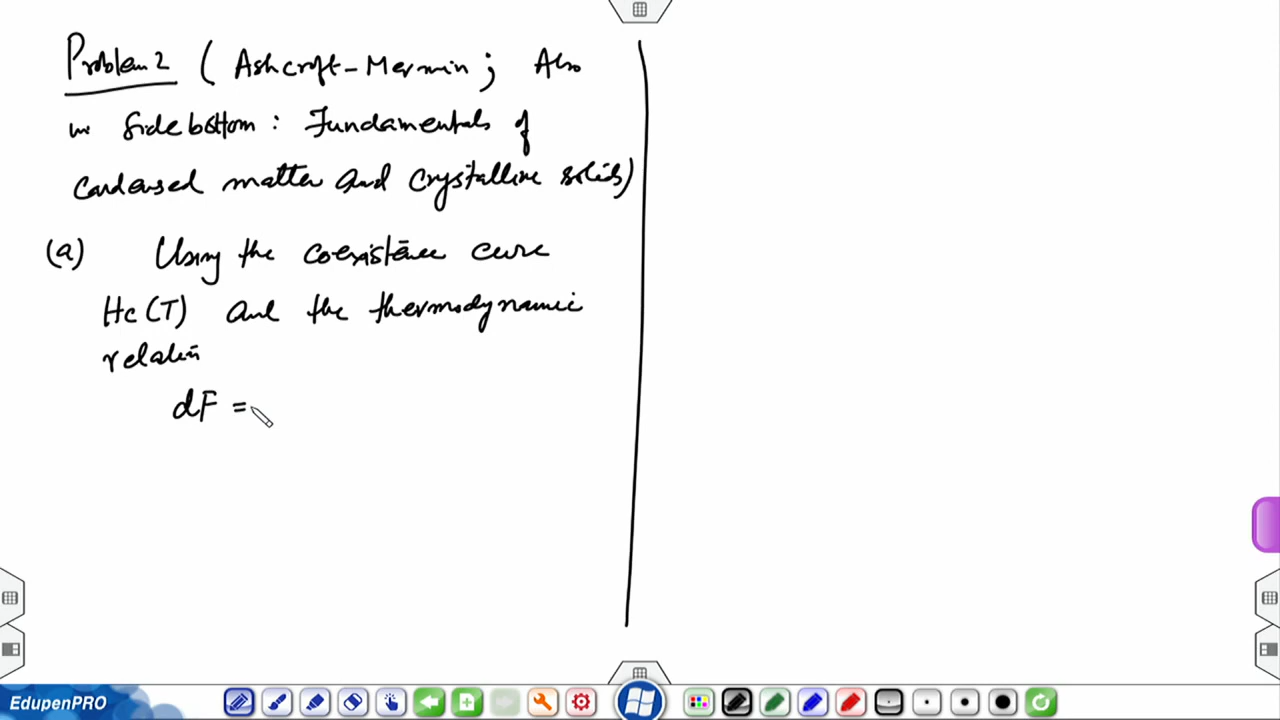 Problem 2 (Ashcroft-Mermin; Also
in Sidebottom: Fundamentals of
condensed matter and crystalline solids)
(a) Using the coexistence curve
Hc(T) and the thermodynamic
relation
dF =
EdupenPRO